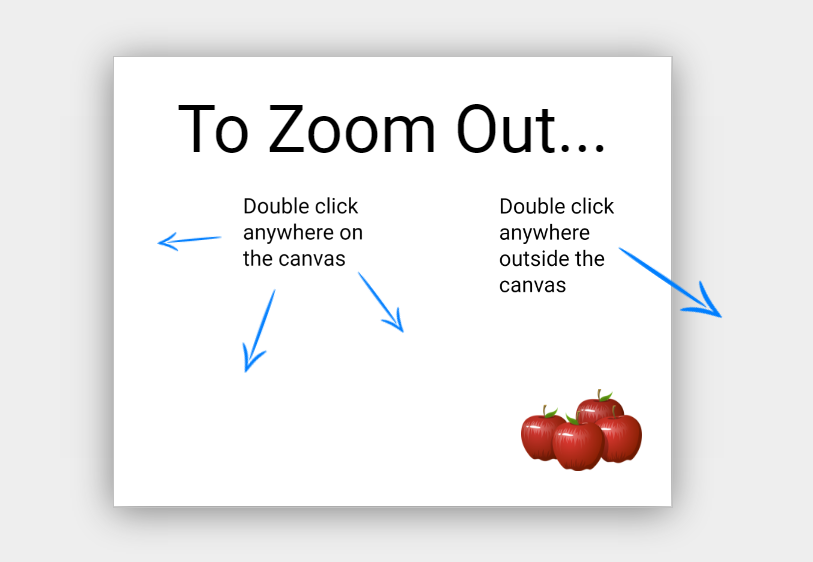 To Zoom Out...
Double click
anywhere on
the canvas
Double click
anywhere
outside the
canvas